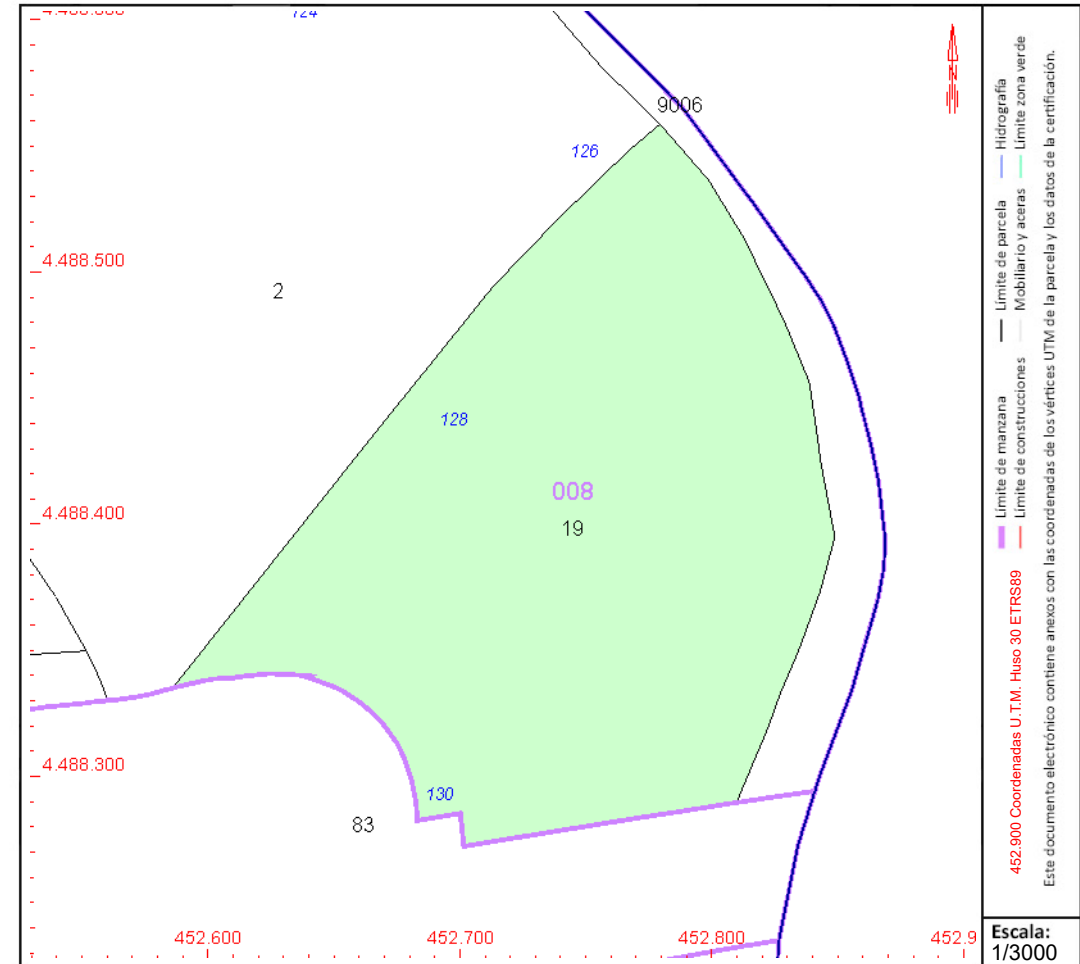 124
9006
126
4.488.500
2
128
008
4.488.400
19
4.488.300
130
83
452.600
452.700
452.800
452.9
452.900 Coordenadas U.T.M. Huso 30 ETRS89
Límite de manzana
Límite de parcela
Hidrografía
Límite de construcciones
Mobiliario y aceras
Límite zona verde
Este documento electrónico contiene anexos con las coordenadas de los vértices UTM de la parcela y los datos de la certificación.
Escala:
1/3000